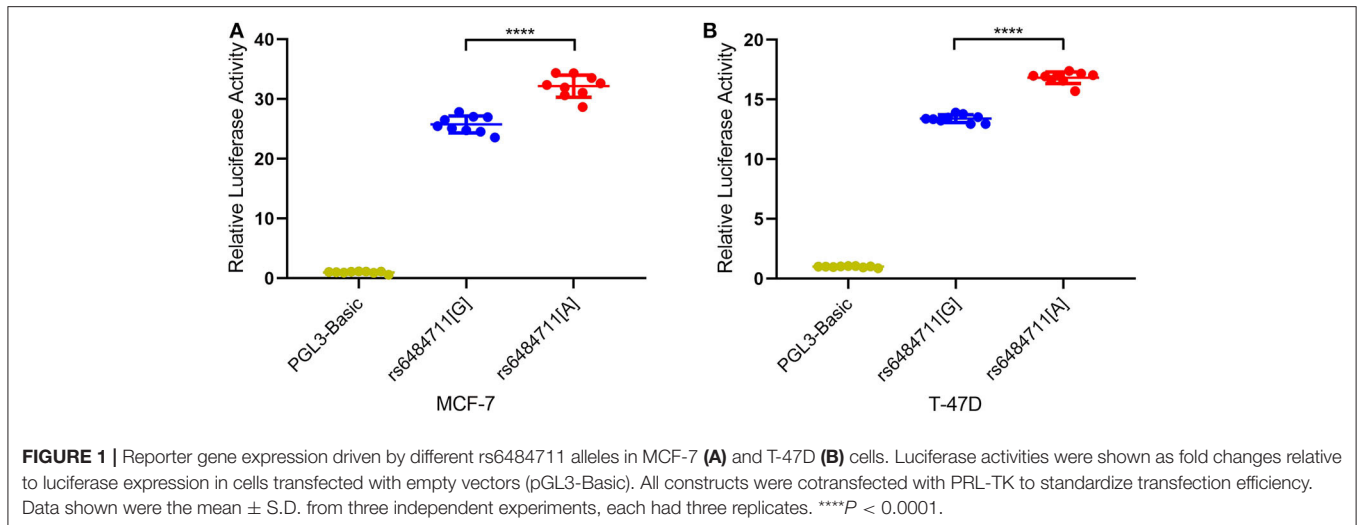 A
Relative Luciferase Activity
40
30
20
10
0
****
PGL3-Basic
rs6484711[G]
rs6484711[A]
MCF-7
B
Relative Luciferase Activity
20
15
10
5
0
****
PGL3-Basic
rs6484711[G]
rs6484711[A]
T-47D
FIGURE 1 | Reporter gene expression driven by different rs6484711 alleles in MCF-7 (A) and T-47D (B) cells. Luciferase activities were shown as fold changes relative
to luciferase expression in cells transfected with empty vectors (pGL3-Basic). All constructs were cotransfected with PRL-TK to standardize transfection efficiency.
Data shown were the mean ± S.D. from three independent experiments, each had three replicates. ****P < 0.0001.